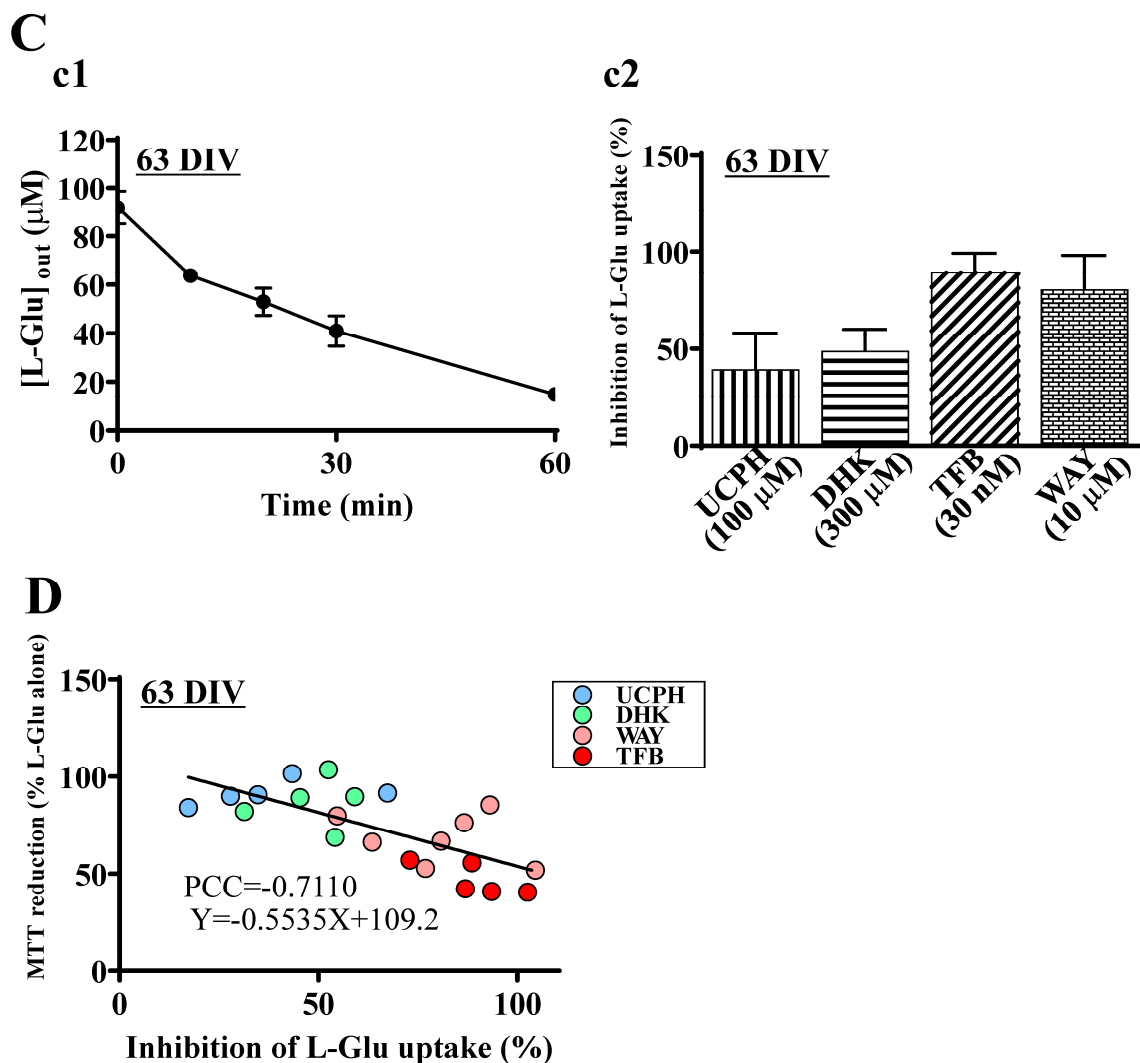 C
c1
[L-Glu] out (μM)
120
100
80
60
40
20
0
63 DIV
0
30
60
Time (min)
c2
Inhibition of L-Glu uptake (%)
150
100
50
0
63 DIV
UCPH
(100 μM)
DHK
(300 μM)
TFB
(30 nM)
WAY
(10 μM)
D
MTT reduction (% L-Glu alone)
150
100
50
0
63 DIV
UCPH
DHK
WAY
TFB
PCC=-0.7110
Y=-0.5535X+109.2
0
50
100
Inhibition of L-Glu uptake (%)